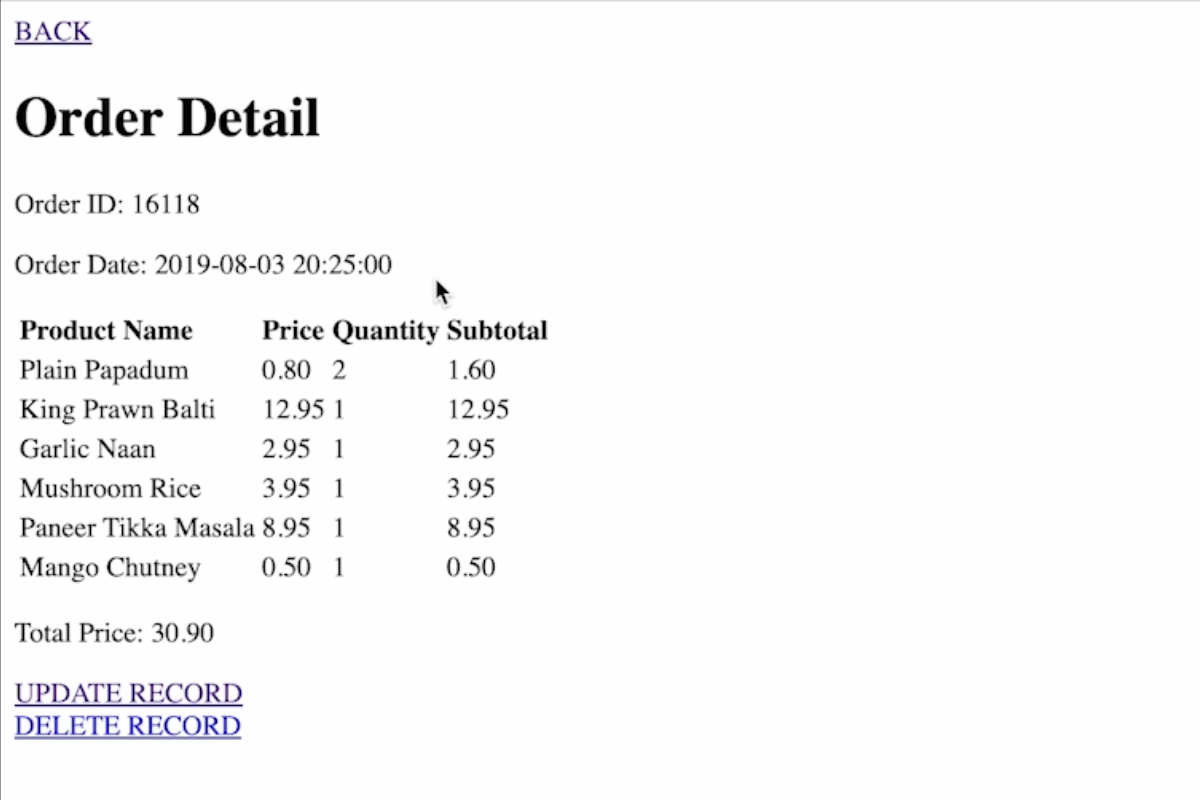 BACK
Order Detail
Order ID: 16118
Order Date: 2019-08-03 20:25:00
Product Name Price Quantity Subtotal
Plain Papadum 0.80 2 1.60
King Prawn Balti 12.95 1 12.95
Garlic Naan 2.95 1 2.95
Mushroom Rice 3.95 1 3.95
Paneer Tikka Masala 8.95 1 8.95
Mango Chutney 0.50 1 0.50
Total Price: 30.90
UPDATE RECORD
DELETE RECORD